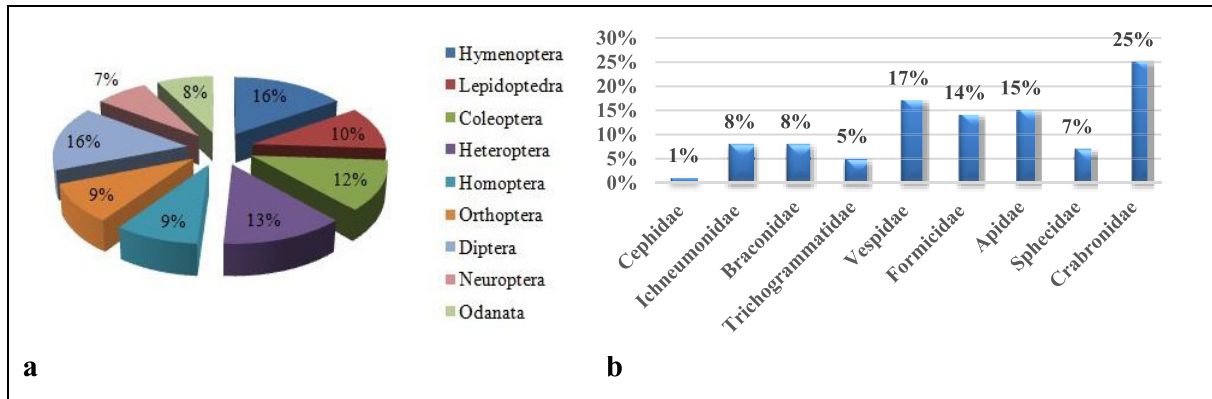 16%
10%
12%
13%
9%
9%
16%
7%
8%
Hymenoptera
Lepidoptedra
Coleoptera
Heteroptera
Homoptera
Orthoptera
Diptera
Neuroptera
Odanata
a
30%
25%
20%
15%
10%
5%
0%
1%
8%
8%
5%
17%
14%
15%
7%
25%
Cephidae
Ichneumonidae
Braconidae
Trichogrammatidae
Vespidae
Formicidae
Apidae
Sphecidae
Crabronidae
b